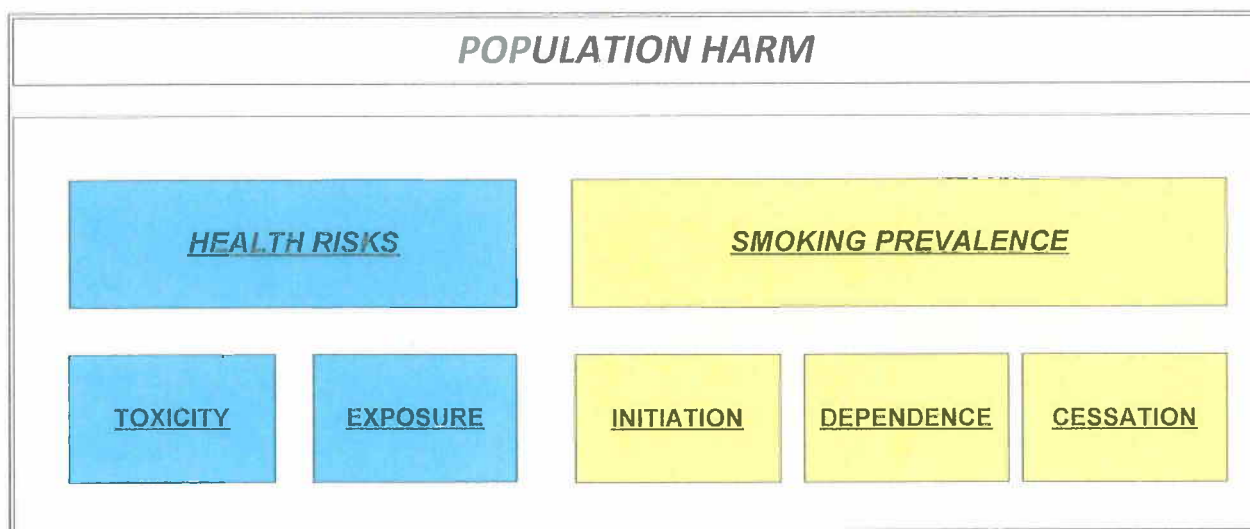 POPULATION HARM
HEALTH RISKS
SMOKING PREVALENCE
TOXICITY
EXPOSURE
INITIATION
DEPENDENCE
CESSATION